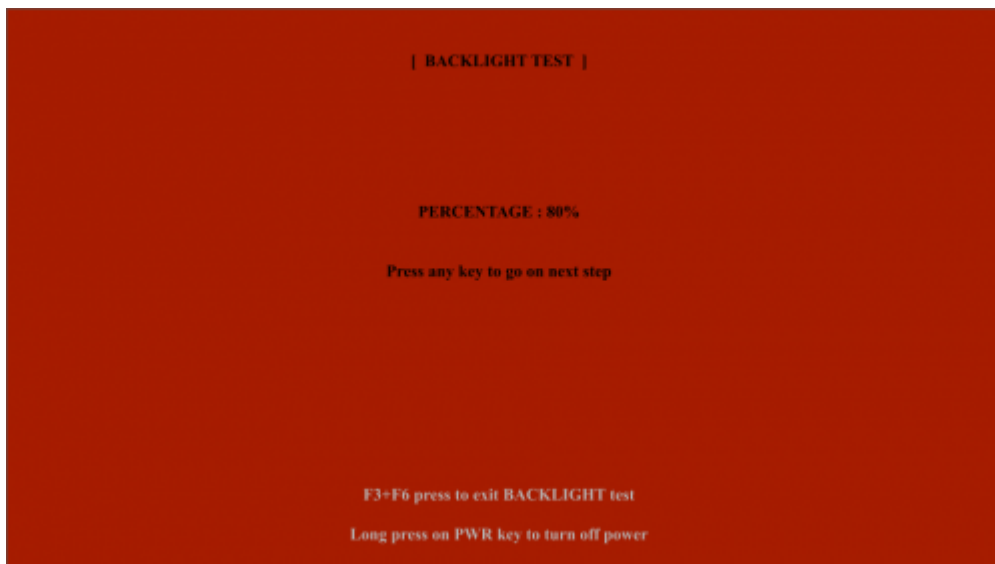 [ BACKLIGHT TEST ]
PERCENTAGE : 80%
Press any key to go on next step
F3+F6 press to exit BACKLIGHT test
Long press on PWR key to turn off power